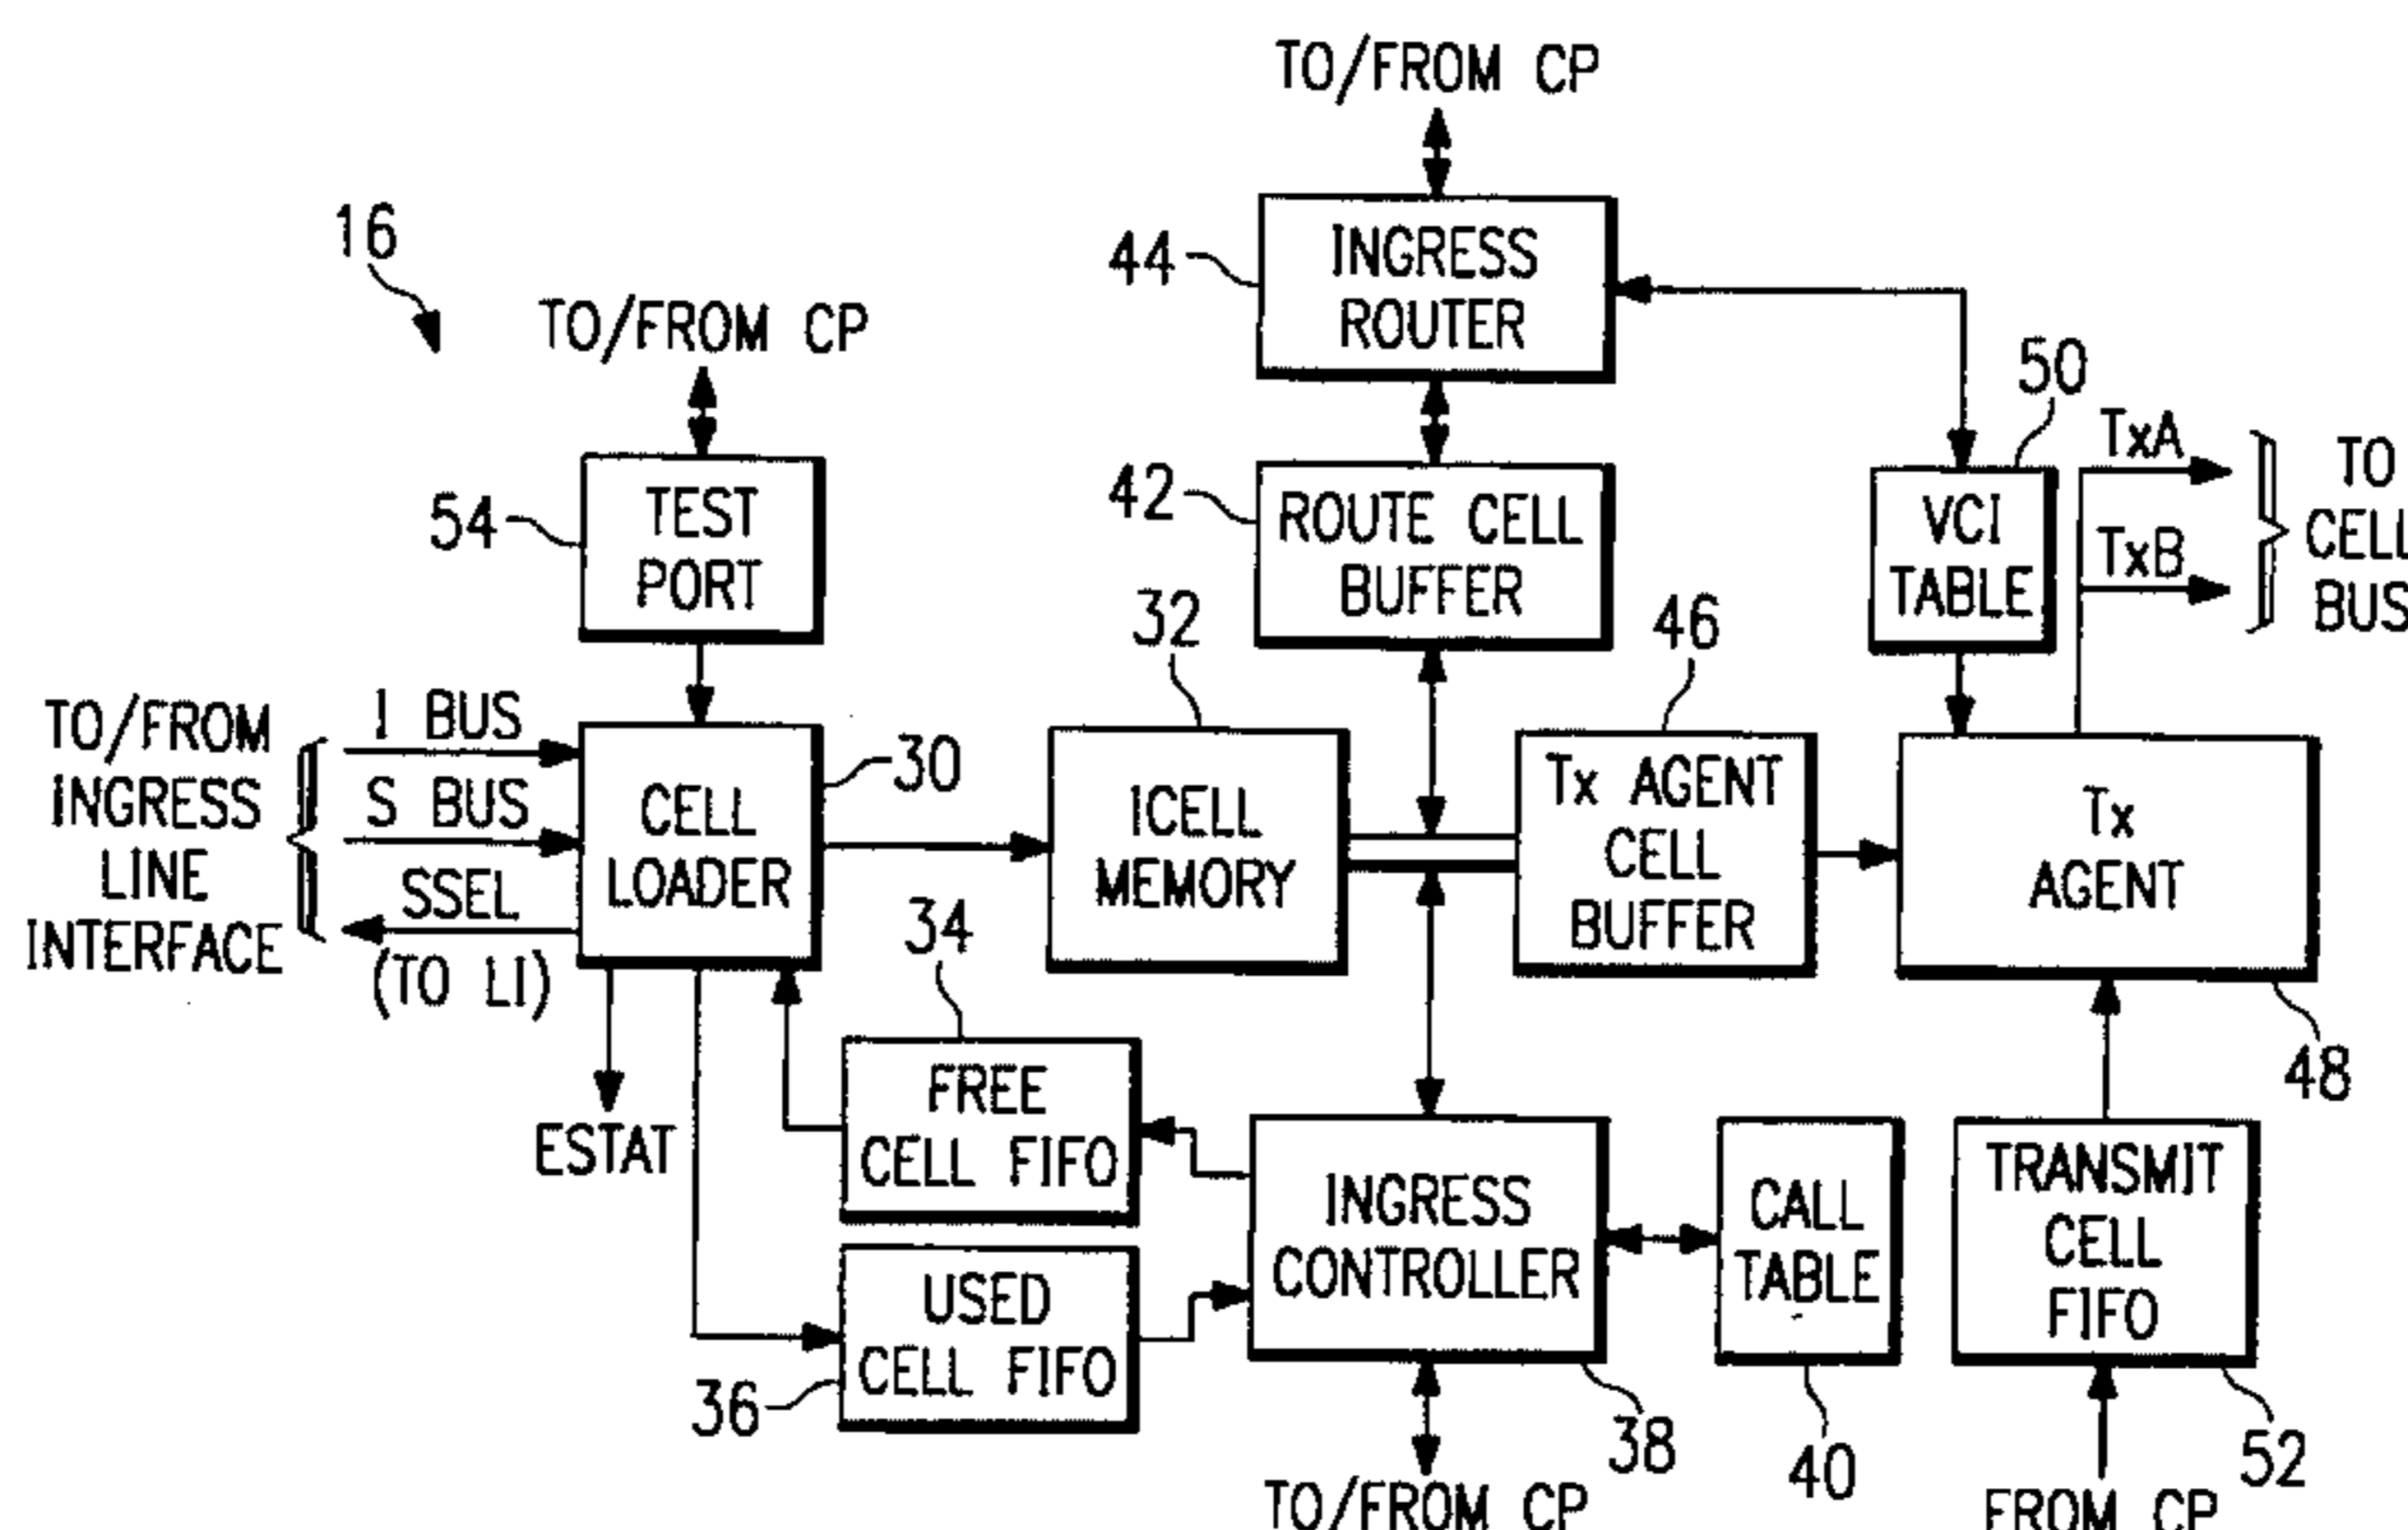 TO/FROM CP
16
TO/FROM CP
44
INGRESS
ROUTER
50
TxA
TxB
TO
CELL
BUS
54
TEST
PORT
42
ROUTE CELL
BUFFER
VCI
TABLE
32
46
TO/FROM
INGRESS
LINE
INTERFACE
I BUS
S BUS
SSEL
(TO LI)
CELL
LOADER
30
ICELL
MEMORY
Tx AGENT
CELL
BUFFER
Tx
AGENT
48
34
ESTAT
FREE
CELL FIFO
USED
CELL FIFO
36
INGRESS
CONTROLLER
38
CALL
TABLE
40
TRANSMIT
CELL
FIFO
52
TO/FROM CP
FROM CP